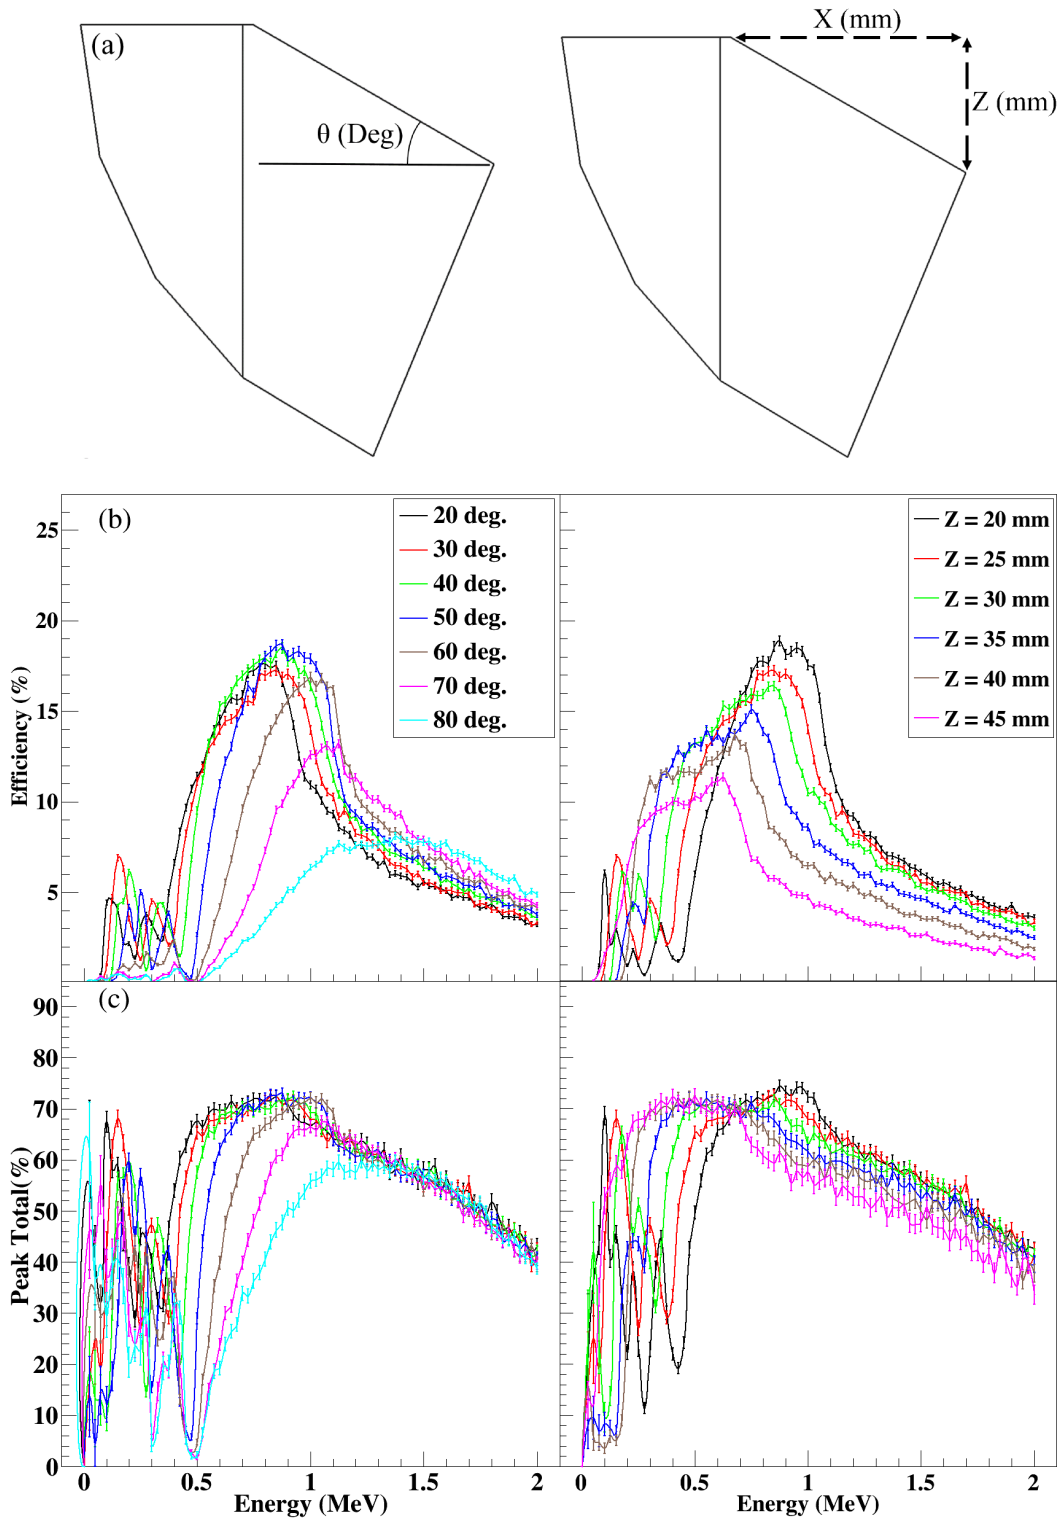 (a)
θ (Deg)
X (mm)
Z (mm)
(b)
20 deg.
30 deg.
40 deg.
50 deg.
60 deg.
70 deg.
80 deg.
Z = 20 mm
Z = 25 mm
Z = 30 mm
Z = 35 mm
Z = 40 mm
Z = 45 mm
25
20
15
10
5
Efficiency (%)
(c)
90
80
70
60
50
40
30
20
10
0
Peak Total(%)
0 0.5 1 1.5 2
0 0.5 1 1.5 2
Energy (MeV)
Energy (MeV)